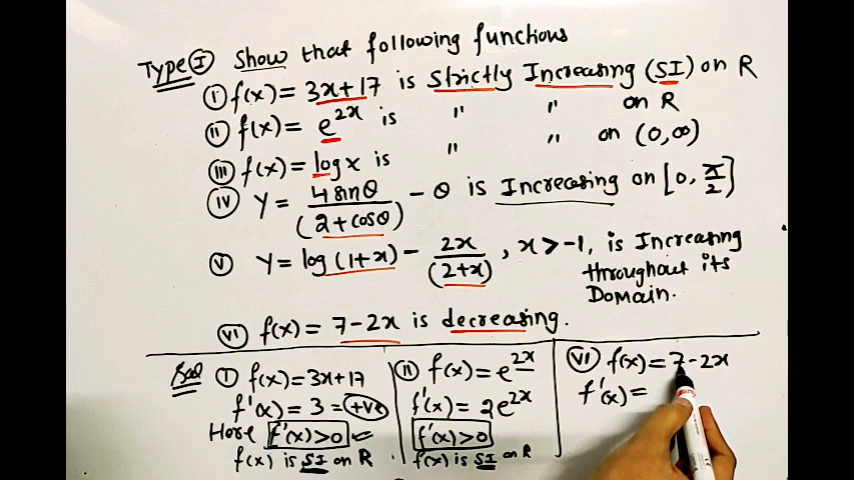 Type I Show that following functions
(i) f(x) = 3x+17 is Strictly Increasing (SI) on R
(ii) f(x) = e^{2x} is " " on R
(iii) f(x) = log x is " " on (0, ∞)
(iv) Y = 4 sinθ / (2+cosθ) - θ is Increasing on [0, π/2]
(v) Y = log (1+x) - 2x / (2+x), x > -1, is Increasing
throughout its
Domain.
(vi) f(x) = 7-2x is decreasing.
(i) f(x) = 3x+17
f'(x) = 3 = +ve
Here f'(x) > 0
f(x) is SI on R
(ii) f(x) = e^{2x}
f'(x) = 2e^{2x}
f'(x) > 0
f(x) is SI on R
(vi) f(x) = 7-2x
f'(x) =